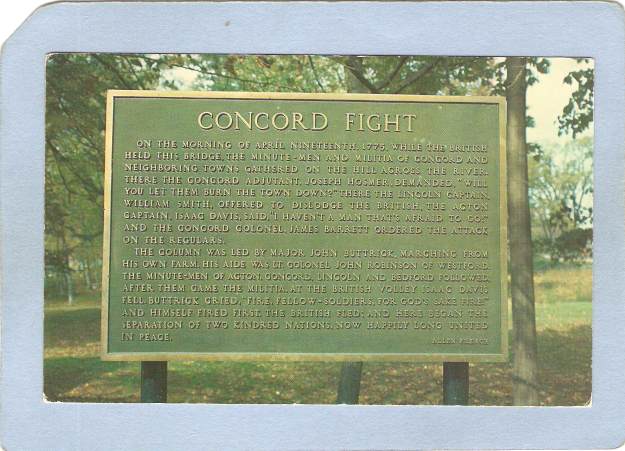 CONCORD FIGHT
ON THE MORNING OF APRIL NINETEENTH, 1775, WHILE THE BRITISH
HELD THIS BRIDGE, THE MINUTE-MEN AND MILITIA OF CONCORD AND
NEIGHBORING TOWNS GATHERED ON THE HILL ACROSS THE RIVER.
THERE THE CONCORD ADJUTANT, JOSEPH HOSMER, DEMANDED, "WILL
YOU LET THEM BURN THE TOWN DOWN?" THERE THE LINCOLN CAPTAIN,
WILLIAM SMITH, OFFERED TO DISLODGE THE BRITISH. THE ACTON
CAPTAIN, ISAAC DAVIS, SAID, "I HAVEN'T A MAN THAT'S AFRAID TO GO!"
AND THE CONCORD COLONEL, JAMES BARRETT, ORDERED THE ATTACK
ON THE REGULARS.
THE COLUMN WAS LED BY MAJOR JOHN BUTTRICK, MARCHING FROM
HIS OWN FARM. HIS AIDE WAS LT. COLONEL JOHN ROBINSON OF WESTFORD.
THE MINUTE-MEN OF ACTON, CONCORD, LINCOLN AND BEDFORD FOLLOWED.
AFTER THEM CAME THE MILITIA. AT THE BRITISH VOLLEY ISAAC DAVIS
FELL. BUTTRICK CRIED, "FIRE, FELLOW-SOLDIERS, FOR GOD'S SAKE FIRE!"
AND HIMSELF FIRED FIRST. THE BRITISH FLED; AND HERE BEGAN THE
SEPARATION OF TWO KINDRED NATIONS, NOW HAPPILY LONG UNITED
IN PEACE.
ALLEN FRENCH